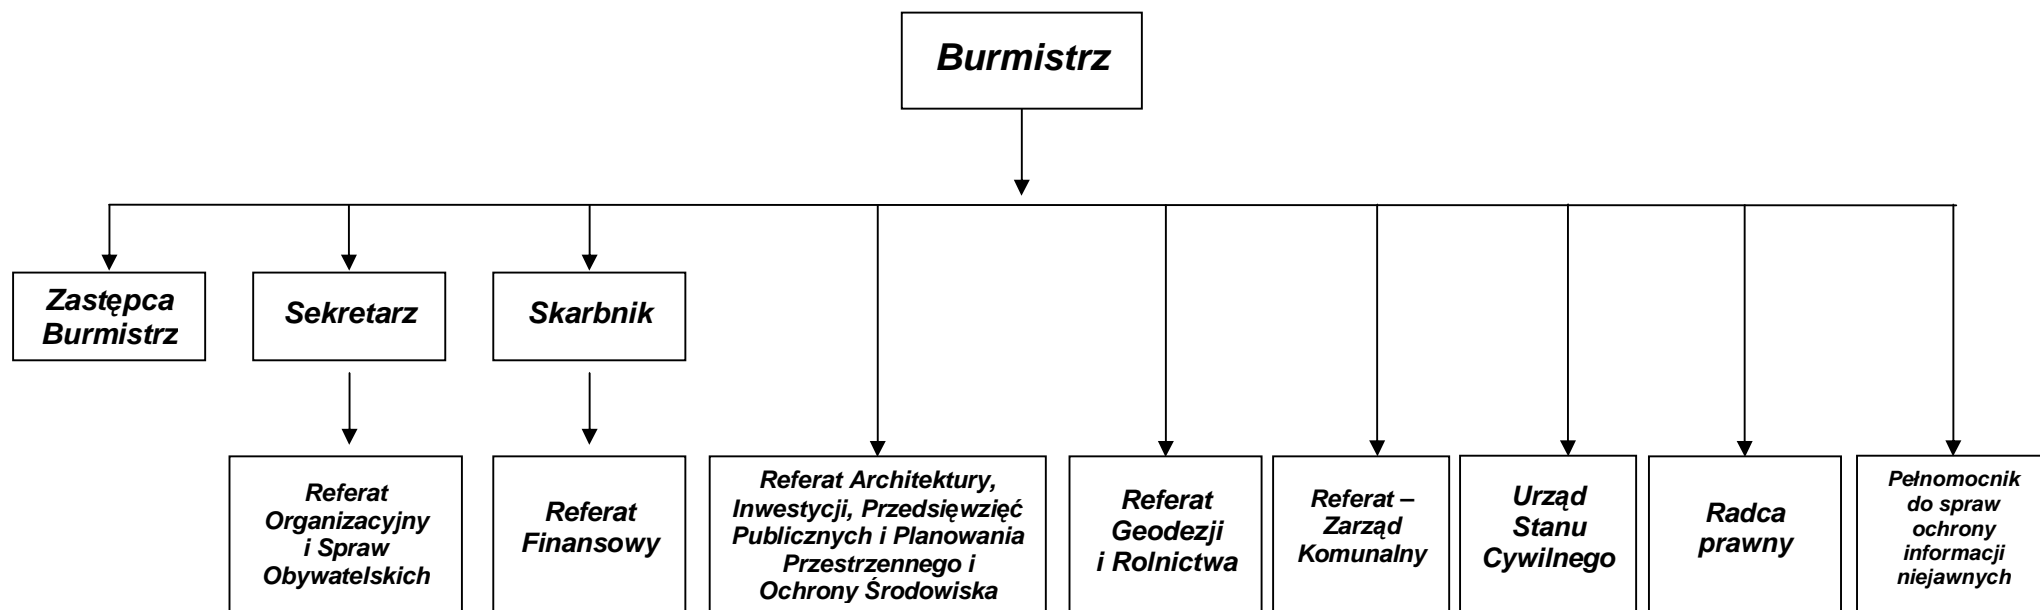 Burmistrz
Zastępca
Burmistrz
Sekretarz
Skarbnik
Referat
Organizacyjny
i Spraw
Obywatelskich
Referat
Finansowy
Referat Architektury,
Inwestycji, Przedsięwzięć
Publicznych i Planowania
Przestrzennego i
Ochrony Środowiska
Referat
Geodezji
i Rolnictwa
Referat –
Zarząd
Komunalny
Urząd
Stanu
Cywilnego
Radca
prawny
Pełnomocnik
do spraw
ochrony
informacji
niejawnych